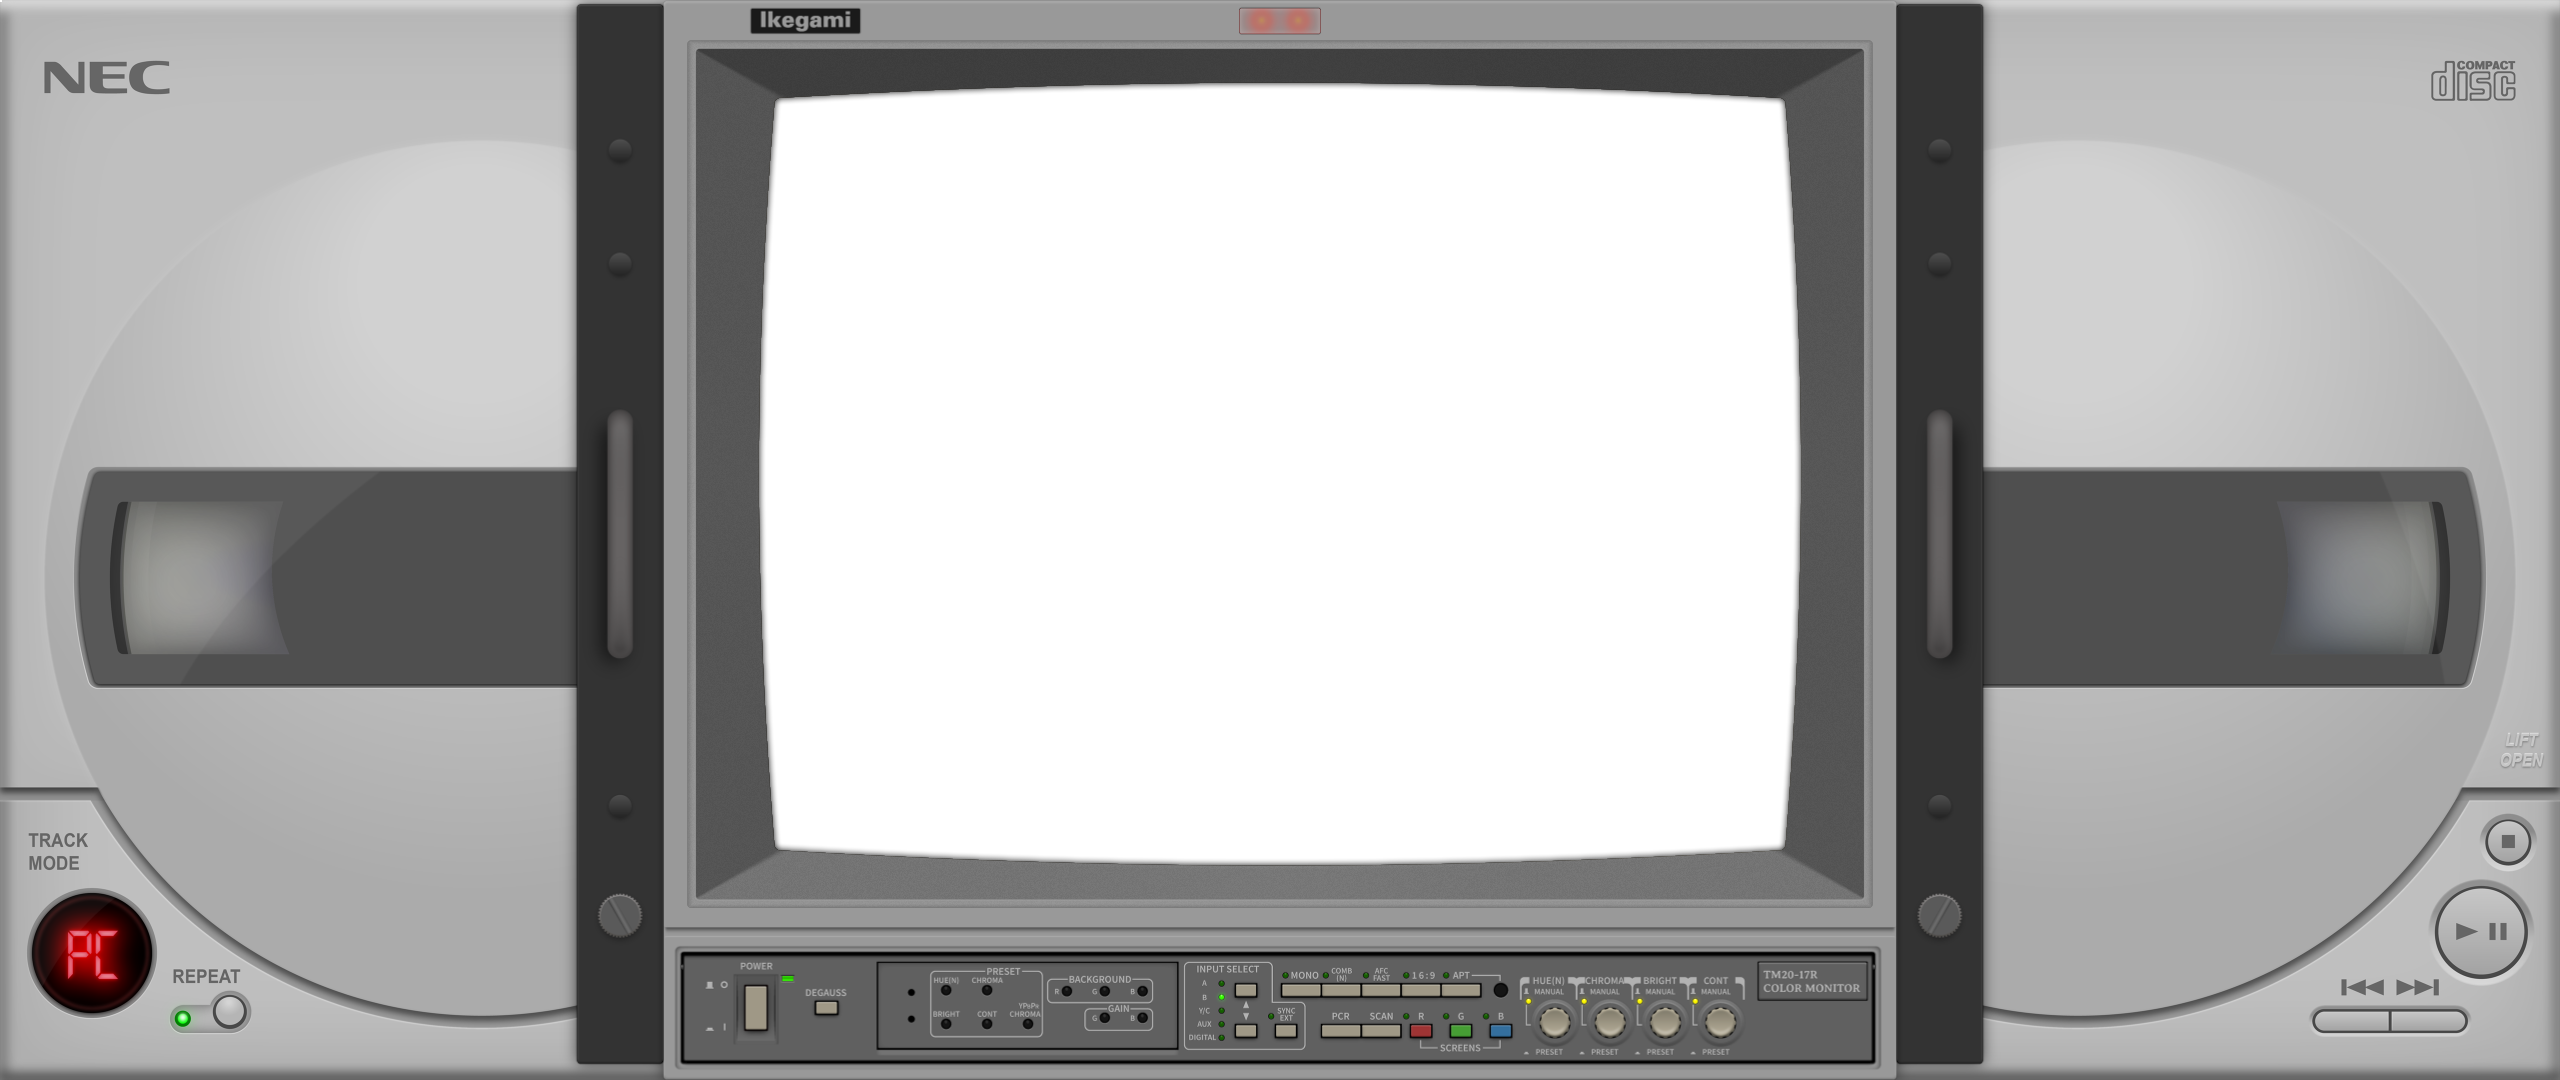 Ikegami
NEC
COMPACT
disc
LIFT
OPEN
TRACK
MODE
PC
REPEAT
POWER
DEGAUSS
PRESET
HUE(N) CHROMA
YPBPR
BRIGHT CONT CHROMA
BACKGROUND
R G B
GAIN
G B
INPUT SELECT
A
B
Y/C
AUX
DIGITAL
SYNC
EXT
MONO
COMB
(N)
AFC
FAST
16:9
APT
PCR SCAN R G B
SCREENS
HUE(N) CHROMA BRIGHT CONT
MANUAL MANUAL MANUAL MANUAL
PRESET PRESET PRESET PRESET
TM20-17R
COLOR MONITOR